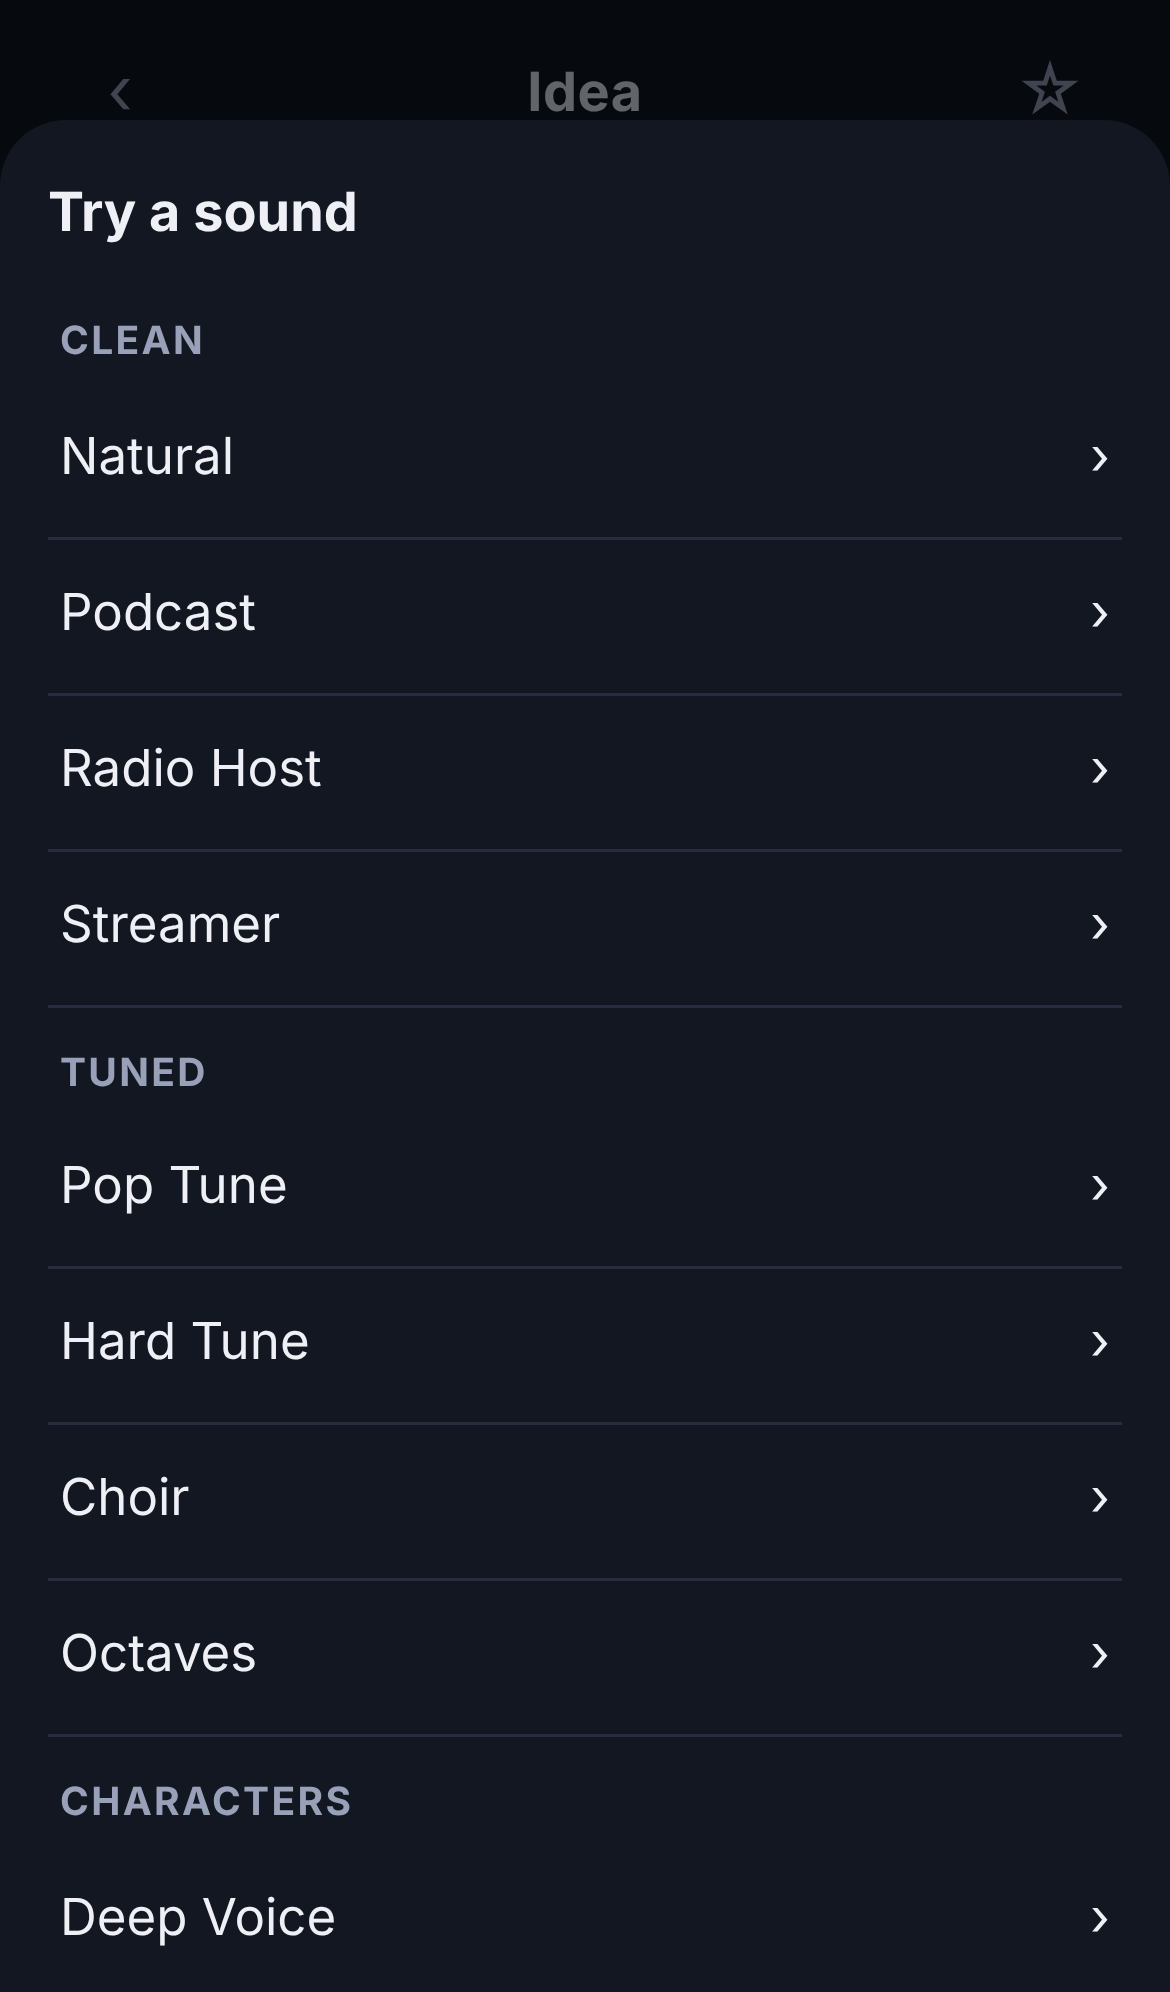 Idea
Try a sound
CLEAN
Natural
Podcast
Radio Host
Streamer
TUNED
Pop Tune
Hard Tune
Choir
Octaves
CHARACTERS
Deep Voice